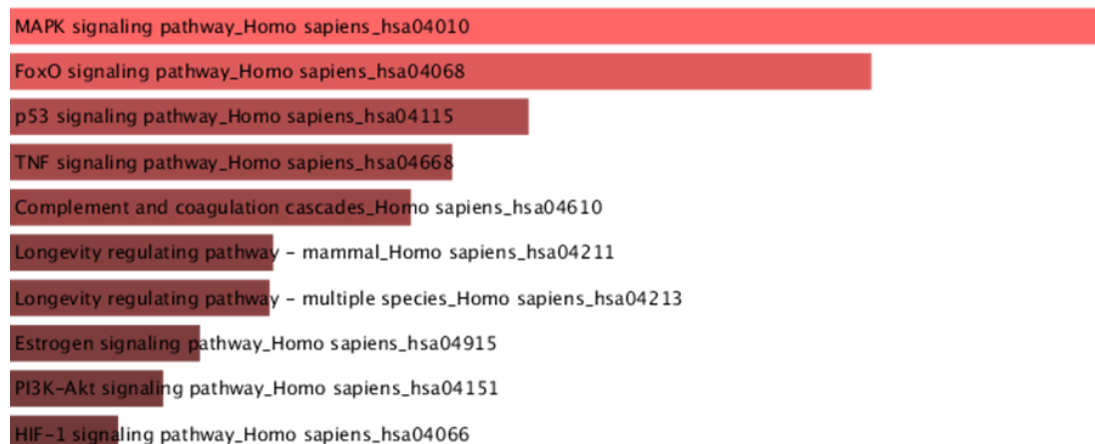 MAPK signaling pathway_Homo sapiens_hsa04010
FoxO signaling pathway_Homo sapiens_hsa04068
p53 signaling pathway_Homo sapiens_hsa04115
TNF signaling pathway_Homo sapiens_hsa04668
Complement and coagulation cascades_Homo sapiens_hsa04610
Longevity regulating pathway – mammal_Homo sapiens_hsa04211
Longevity regulating pathway – multiple species_Homo sapiens_hsa04213
Estrogen signaling pathway_Homo sapiens_hsa04915
PI3K–Akt signaling pathway_Homo sapiens_hsa04151
HIF–1 signaling pathway_Homo sapiens_hsa04066